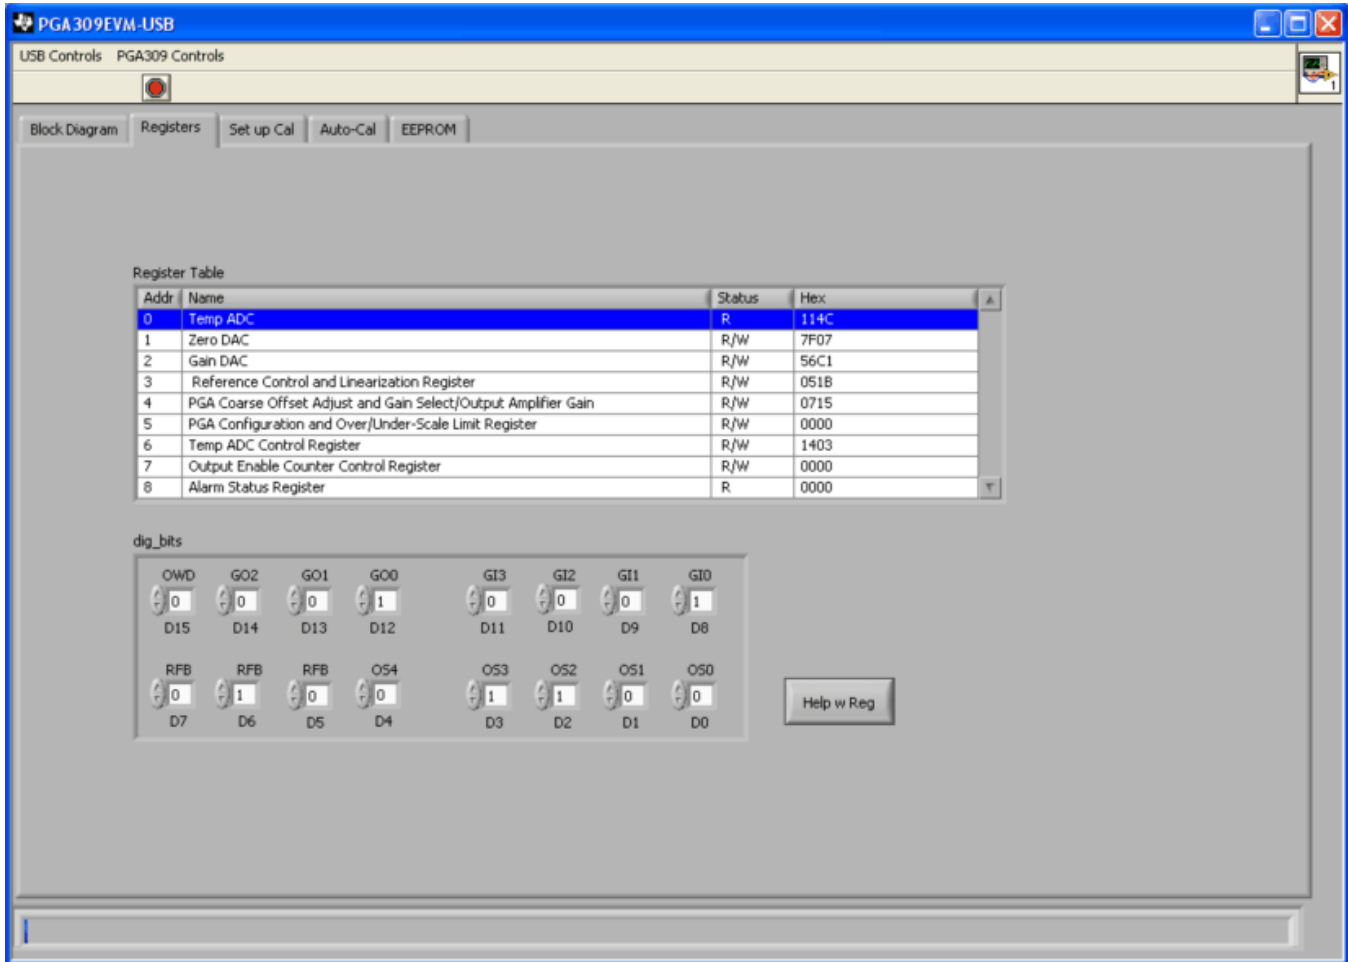 PGA309EVM-USB
USB Controls PGA309 Controls
1
Block Diagram Registers Set up Cal Auto-Cal EEPROM
Register Table
Addr Name Status Hex
0 Temp ADC R 114C
1 Zero DAC R/W 7F07
2 Gain DAC R/W 56C1
3 Reference Control and Linearization Register R/W 051B
4 PGA Coarse Offset Adjust and Gain Select/Output Amplifier Gain R/W 0715
5 PGA Configuration and Over/Under-Scale Limit Register R/W 0000
6 Temp ADC Control Register R/W 1403
7 Output Enable Counter Control Register R/W 0000
8 Alarm Status Register R 0000
dig_bits
OWD GO2 GO1 GO0 GI3 GI2 GI1 GI0
0 0 0 1 0 0 0 1
D15 D14 D13 D12 D11 D10 D9 D8
RFB RFB RFB OS4 OS3 OS2 OS1 OS0
0 1 0 0 1 1 0 0
D7 D6 D5 D4 D3 D2 D1 D0
Help w Reg